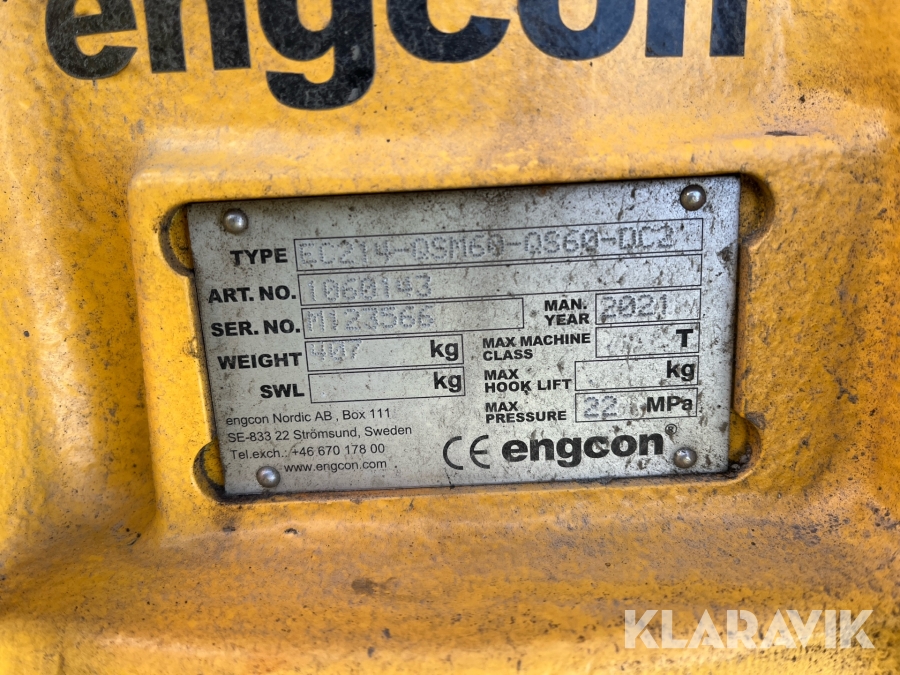 engcon
TYPE EC214-QSM60-QS60-QC2
ART. NO. 1060143
SER. NO. M123566
MAN. YEAR 2021
WEIGHT 407 kg
MAX MACHINE CLASS T
SWL kg
MAX HOOK LIFT kg
MAX PRESSURE 22 MPa
engcon Nordic AB , Box 111
SE-833 22 Strömsund, Sweden
Tel.exch.: +46 670 178 00
www.engcon.com
CE engcon®
KLARAVIK